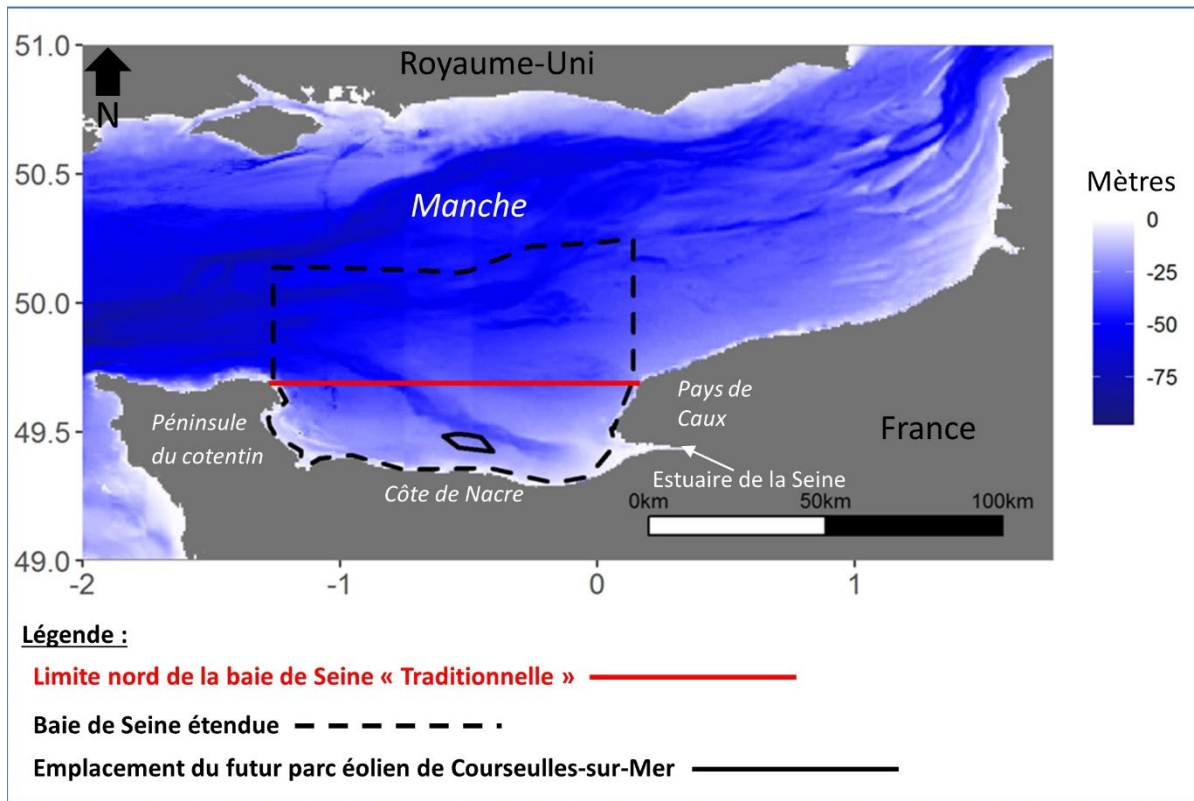 51.0
50.5
50.0
49.5
49.0
-2
-1
0
1
N
Royaume-Uni
Manche
Péninsule
du cotentin
Côte de Nacre
Pays de
Caux
France
Estuaire de la Seine
0km
50km
100km
Mètres
0
-25
-50
-75
Légende :
Limite nord de la baie de Seine « Traditionnelle »
Baie de Seine étendue
Emplacement du futur parc éolien de Courseulles-sur-Mer